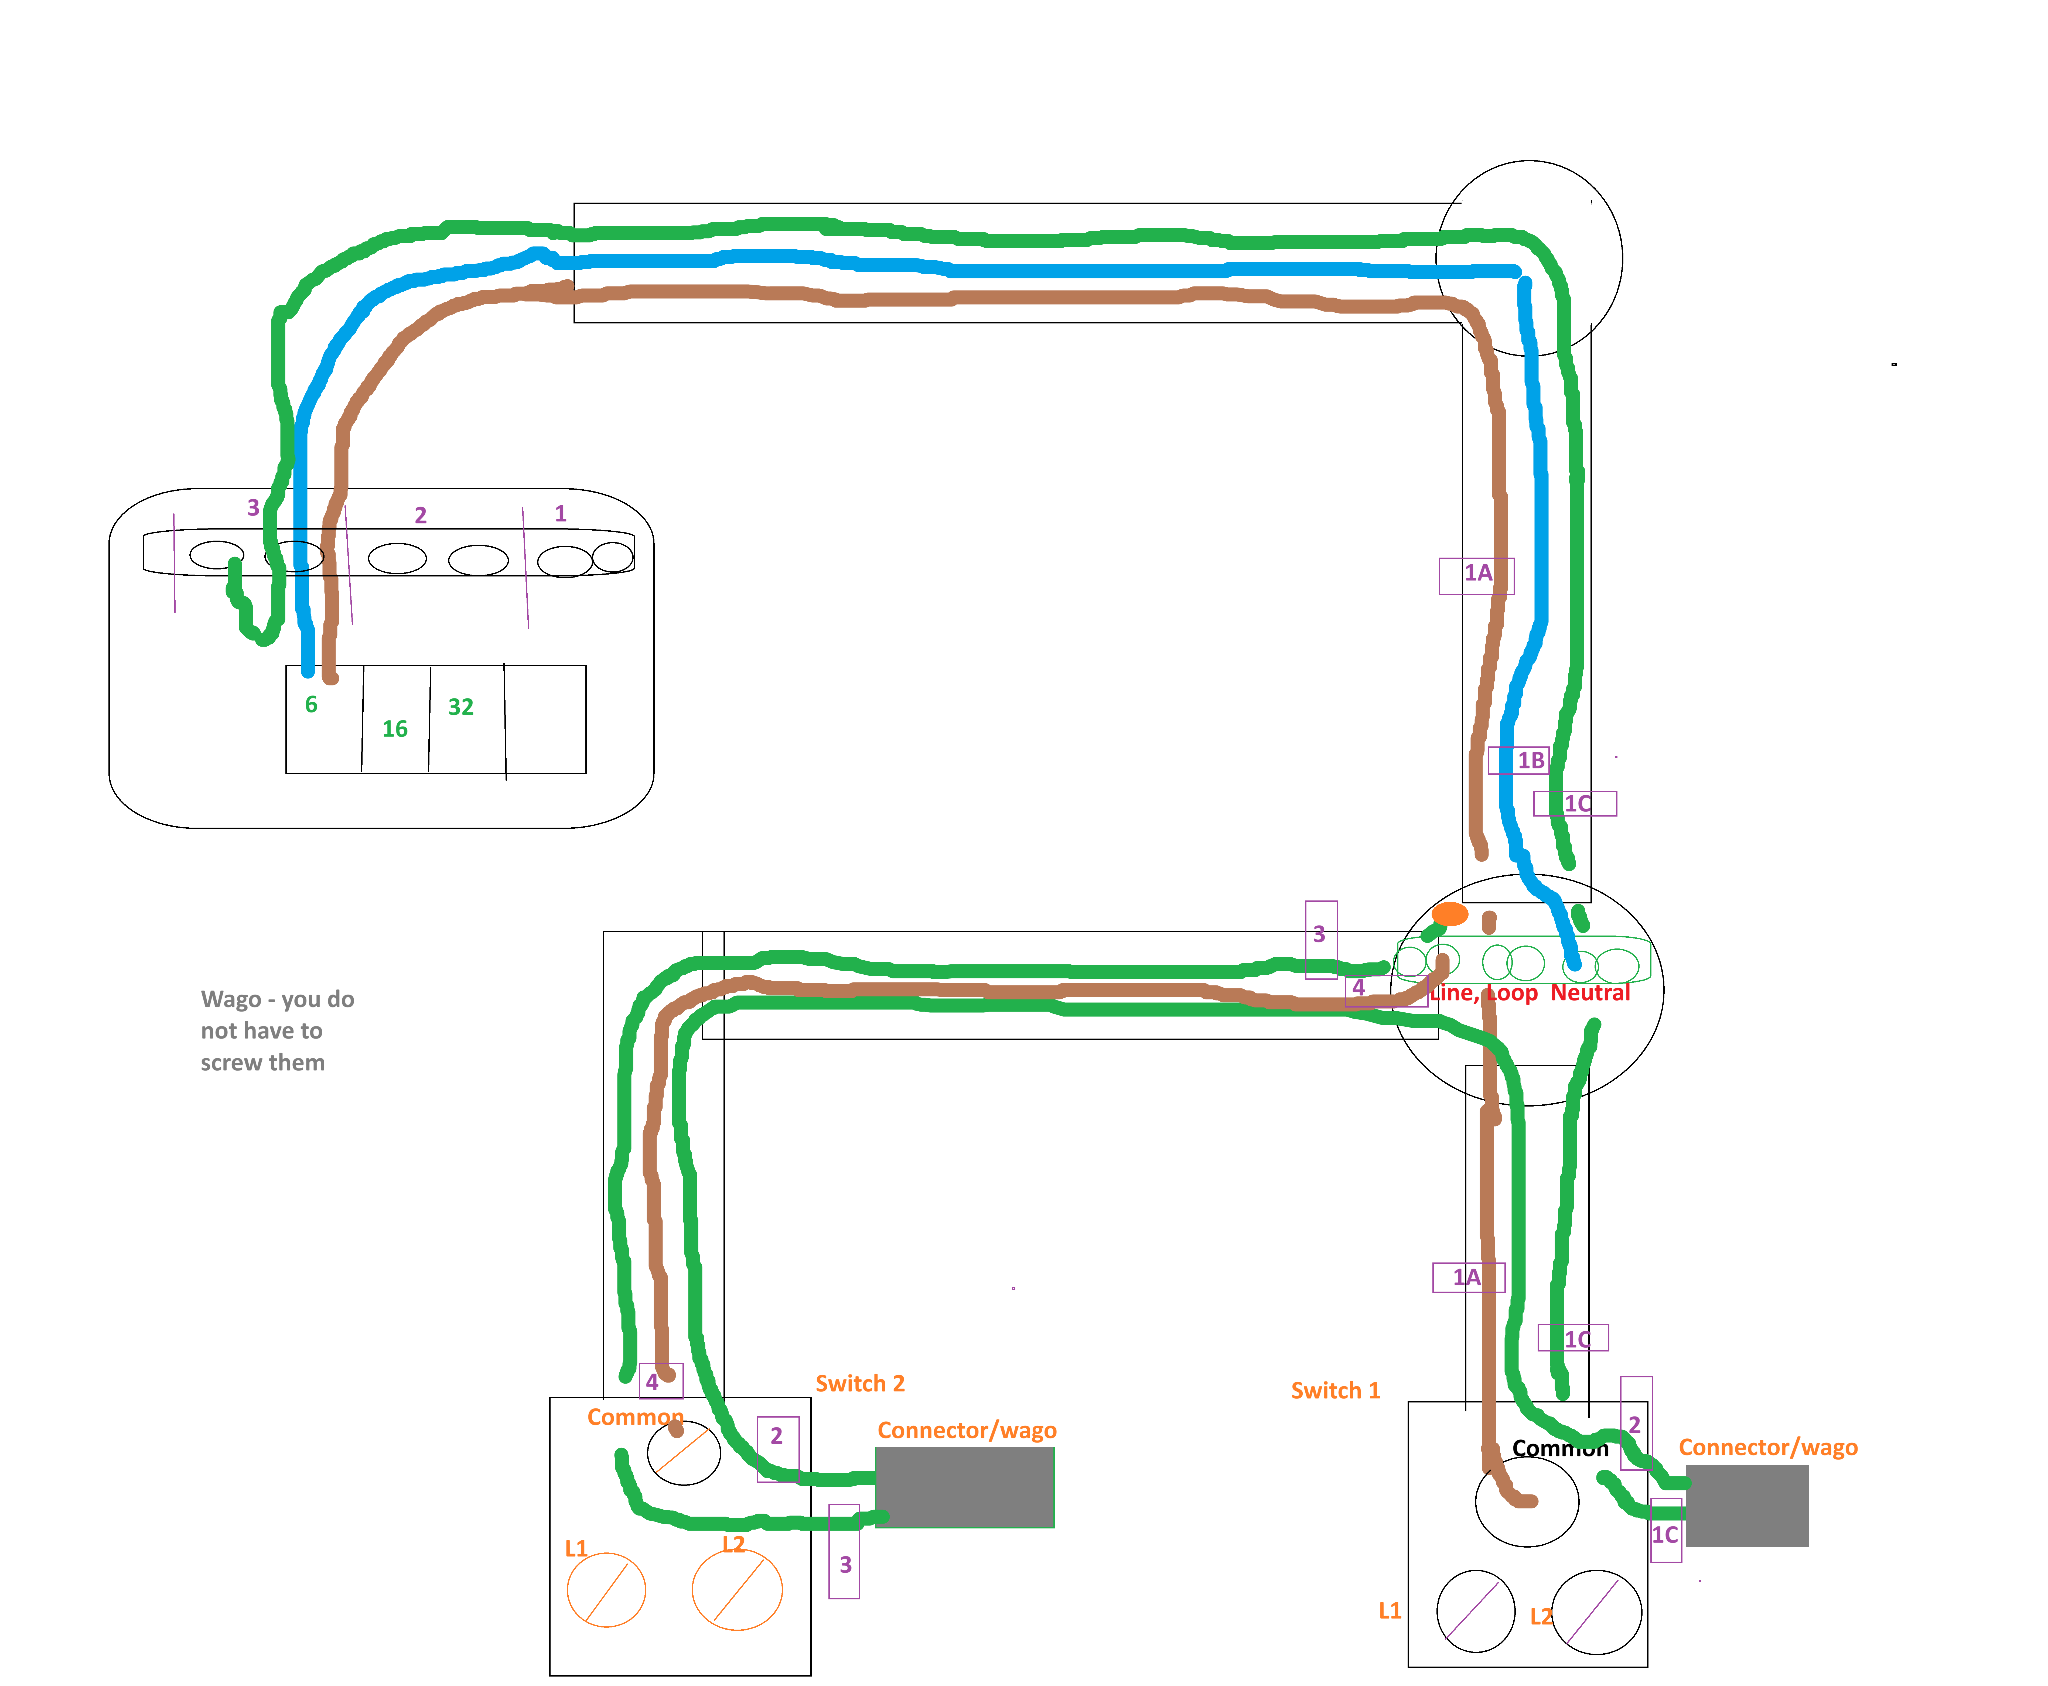 3
2
1
6
16
32
1A
1B
1C
3
4
Line, Loop Neutral
Wago - you do
not have to
screw them
1A
1C
4
Switch 2
Switch 1
Common
2
Connector/wago
2
Common
Connector/wago
L1
L2
3
1C
L1
L2